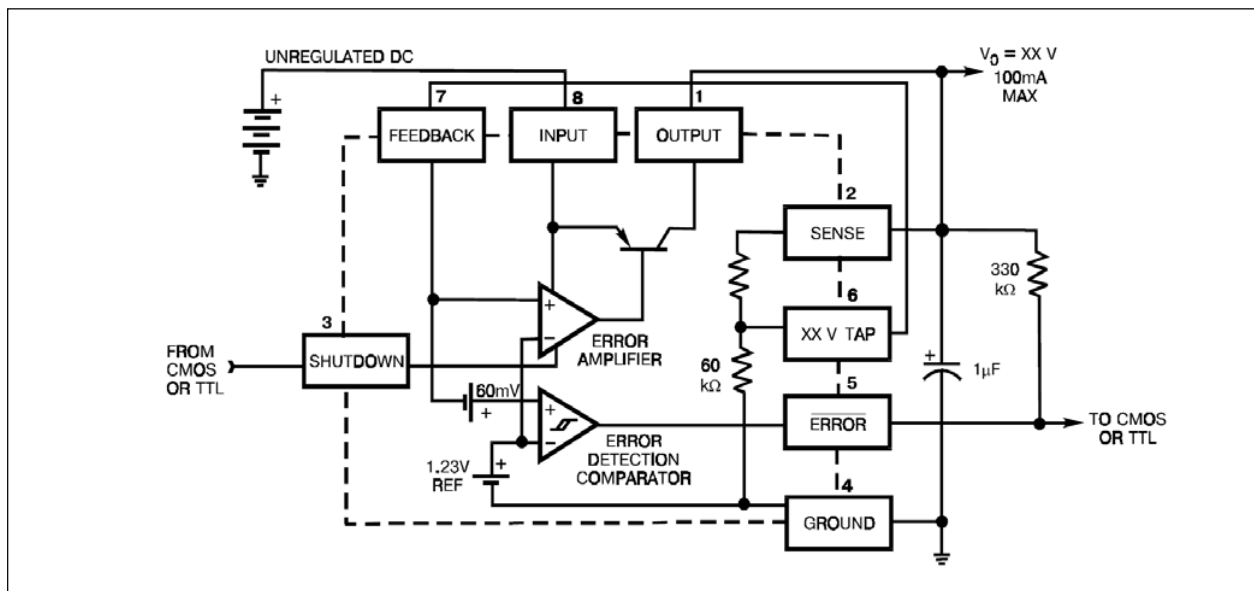 UNREGULATED DC
+
7
8
1
V₀ = XX V
100mA
MAX
FEEDBACK
INPUT
OUTPUT
2
SENSE
330
kΩ
6
XX V TAP
+
−
ERROR
AMPLIFIER
3
SHUTDOWN
FROM
CMOS
OR TTL
60
kΩ
+
1µF
5
ERROR
60mV
+
+
−
TO CMOS
OR TTL
ERROR
DETECTION
COMPARATOR
1.23V
REF
+
4
GROUND